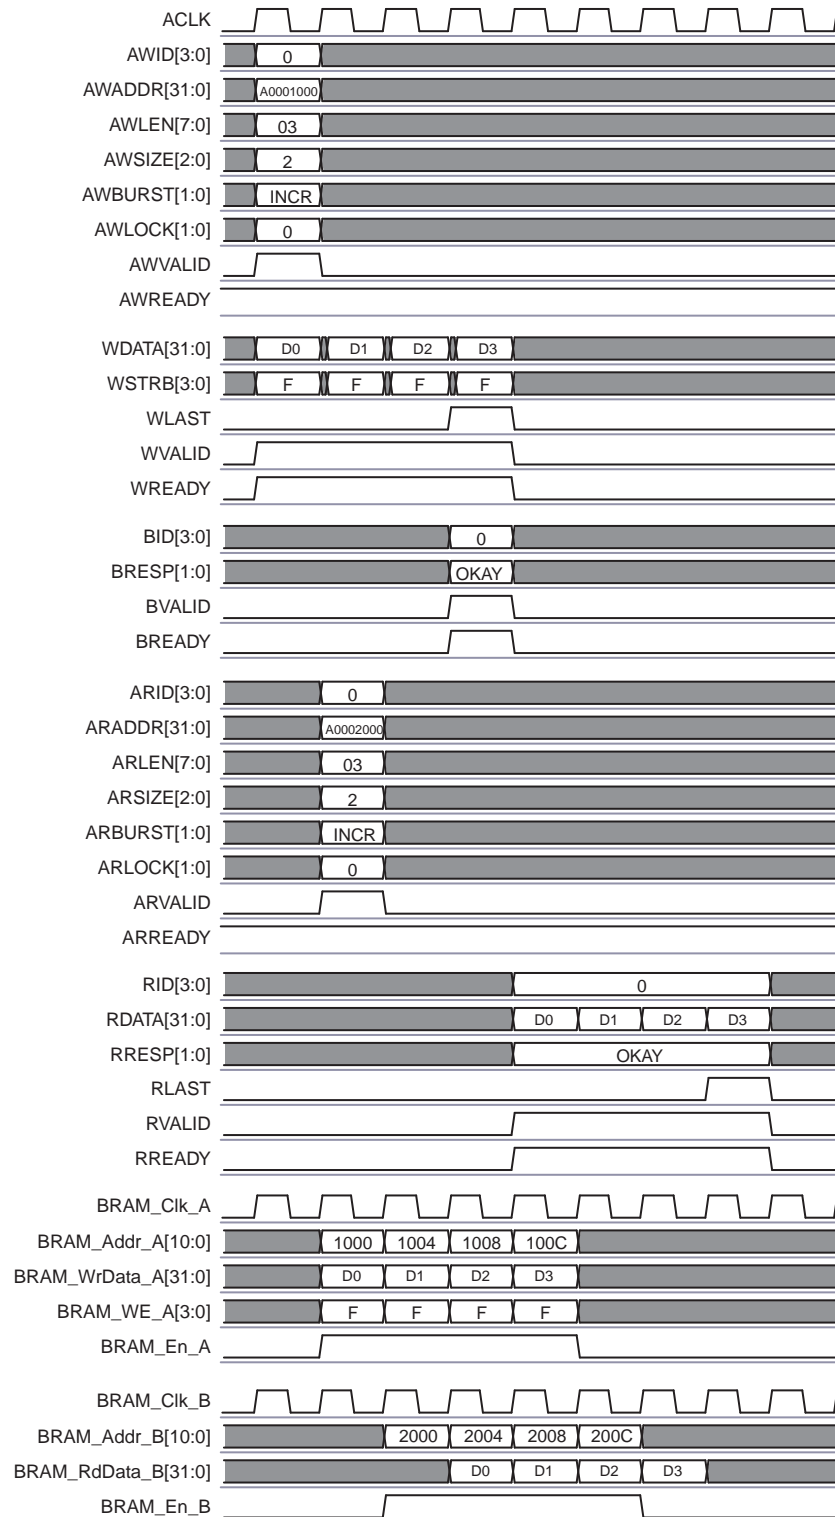 ACLK
AWID[3:0] 0
AWADDR[31:0] A0001000
AWLEN[7:0] 03
AWSIZE[2:0] 2
AWBURST[1:0] INCR
AWLOCK[1:0] 0
AWVALID
AWREADY
WDATA[31:0] D0 D1 D2 D3
WSTRB[3:0] F F F F
WLAST
WVALID
WREADY
BID[3:0] 0
BRESP[1:0] OKAY
BVALID
BREADY
ARID[3:0] 0
ARADDR[31:0] A0002000
ARLEN[7:0] 03
ARSIZE[2:0] 2
ARBURST[1:0] INCR
ARLOCK[1:0] 0
ARVALID
ARREADY
RID[3:0] 0
RDATA[31:0] D0 D1 D2 D3
RRESP[1:0] OKAY
RLAST
RVALID
RREADY
BRAM_Clk_A
BRAM_Addr_A[10:0] 1000 1004 1008 100C
BRAM_WrData_A[31:0] D0 D1 D2 D3
BRAM_WE_A[3:0] F F F F
BRAM_En_A
BRAM_Clk_B
BRAM_Addr_B[10:0] 2000 2004 2008 200C
BRAM_RdData_B[31:0] D0 D1 D2 D3
BRAM_En_B